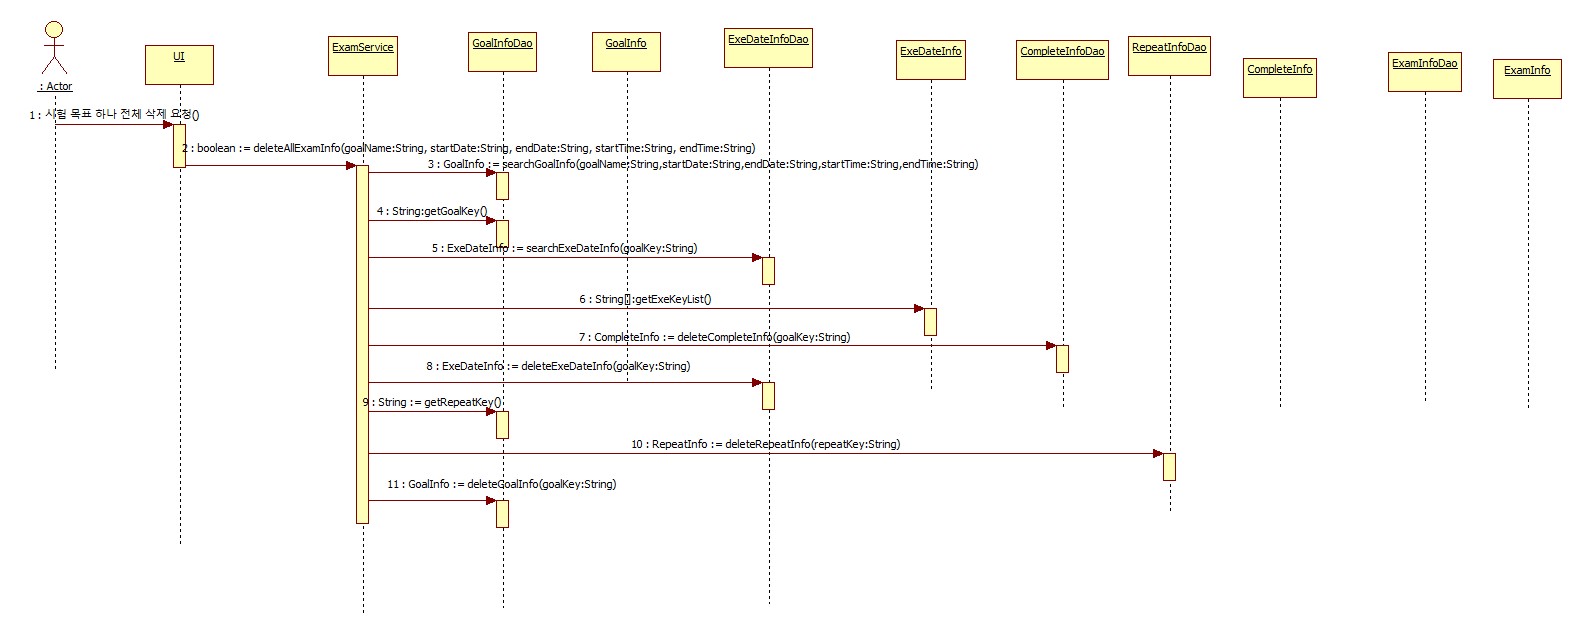 : Actor
UI
ExamService
GoalInfoDao
GoalInfo
ExeDateInfoDao
ExeDateInfo
CompleteInfoDao
RepeatInfoDao
CompleteInfo
ExamInfoDao
ExamInfo
1 : 시험 목표 하나 전체 삭제 요청()
2 : boolean := deleteAllExamInfo(goalName:String, startDate:String, endDate:String, startTime:String, endTime:String)
3 : GoalInfo := searchGoalInfo(goalName:String,startDate:String,endDate:String,startTime:String,endTime:String)
4 : String:getGoalKey()
5 : ExeDateInfo := searchExeDateInfo(goalKey:String)
6 : String[]:getExeKeyList()
7 : CompleteInfo := deleteCompleteInfo(goalKey:String)
8 : ExeDateInfo := deleteExeDateInfo(goalKey:String)
9 : String := getRepeatKey()
10 : RepeatInfo := deleteRepeatInfo(repeatKey:String)
11 : GoalInfo := deleteGoalInfo(goalKey:String)